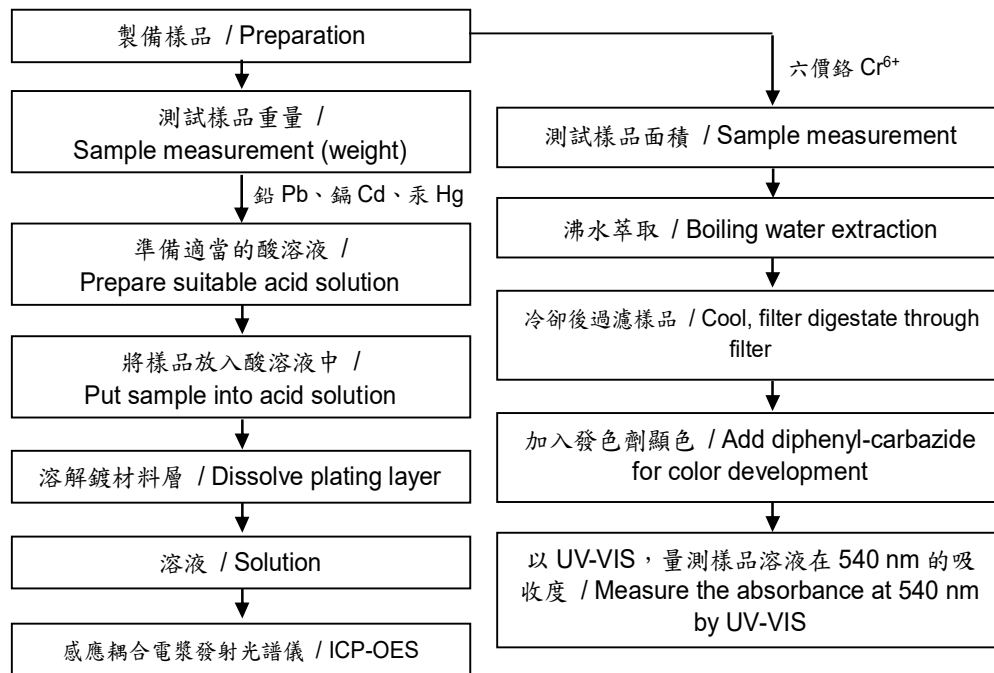 製備樣品 / Preparation
測試樣品重量 /
Sample measurement (weight)
鉛 Pb、鎘 Cd、汞 Hg
準備適當的酸溶液 /
Prepare suitable acid solution
將樣品放入酸溶液中 /
Put sample into acid solution
溶解鍍材料層 / Dissolve plating layer
溶液 / Solution
感應耦合電漿發射光譜儀 / ICP-OES
六價鉻 Cr⁶⁺
測試樣品面積 / Sample measurement
沸水萃取 / Boiling water extraction
冷卻後過濾樣品 / Cool, filter digestate through
filter
加入發色劑顯色 / Add diphenyl-carbazide
for color development
以 UV-VIS，量測樣品溶液在 540 nm 的吸
收度 / Measure the absorbance at 540 nm
by UV-VIS